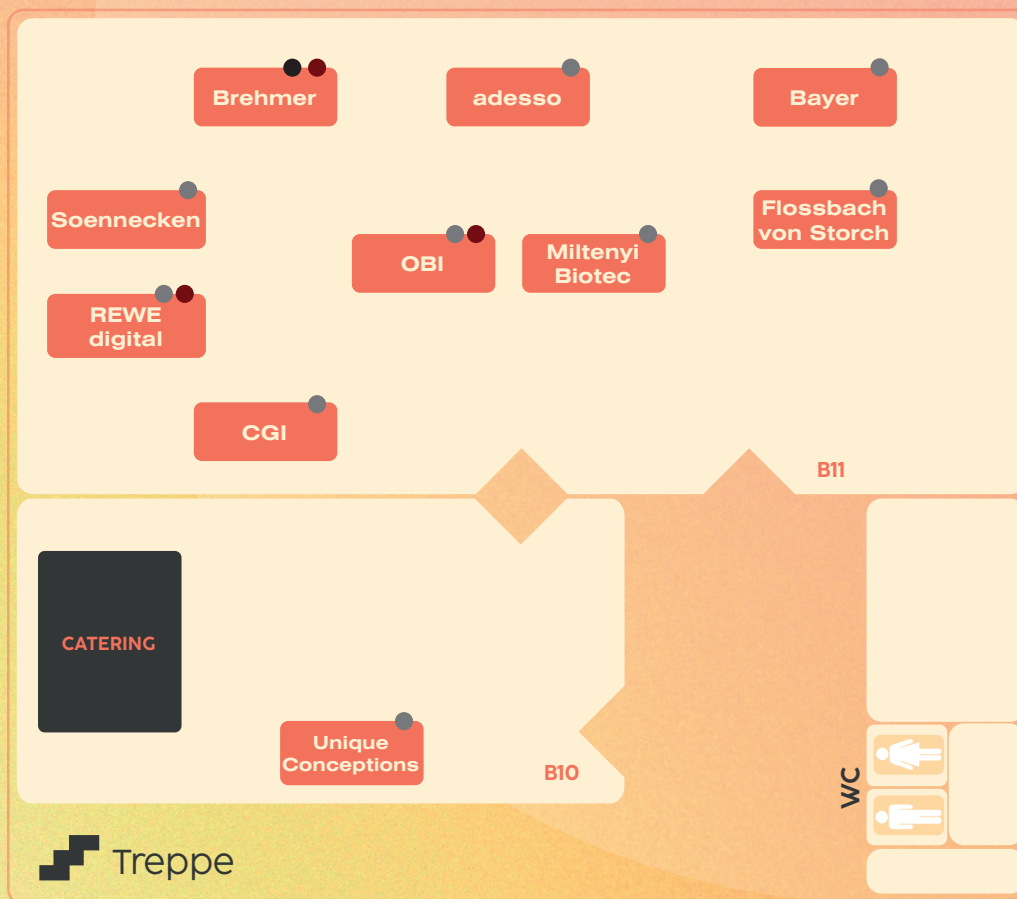 Brehmer
adesso
Bayer
Soennecken
Flossbach
von Storch
OBI
Miltenyi
Biotec
REWE
digital
CGI
B11
CATERING
Unique
Conceptions
B10
WC
Treppe